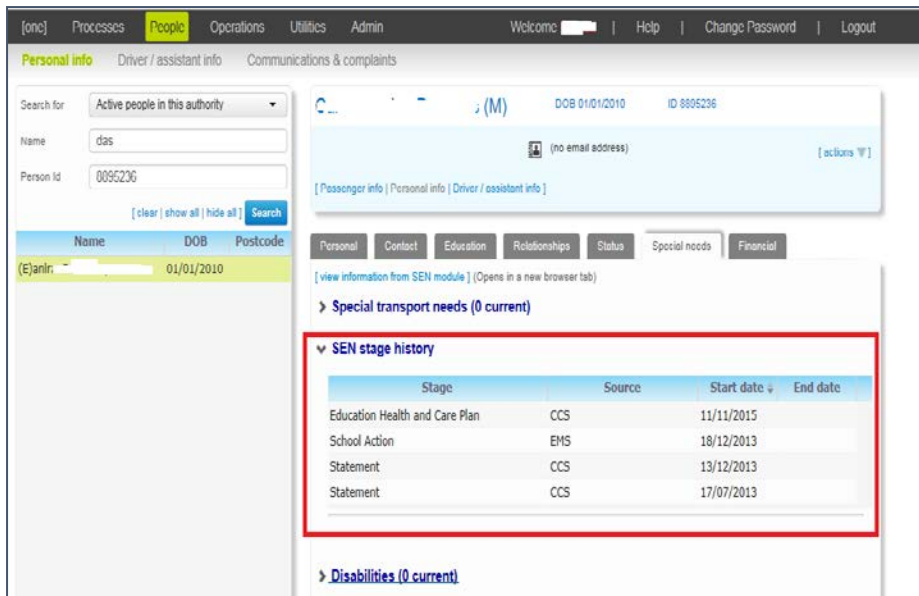 [one] Processes People Operations Utilities Admin Welcome | Help | Change Password | Logout
Personal info Driver / assistant info Communications & complaints
Search for Active people in this authority
Name das
Person Id 8895236
[ clear | show all | hide all ] Search
Name DOB Postcode
01/01/2010
(M) DOB 01/01/2010 ID 8895236
(no email address)
[ actions ]
[ Passenger info | Personal info | Driver / assistant info ]
Personal Contact Education Relationships Status Special needs Financial
[ view information from SEN module ] (Opens in a new browser tab)
Special transport needs (0 current)
SEN stage history
Stage Source Start date End date
Education Health and Care Plan CCS 11/11/2015
School Action EMS 18/12/2013
Statement CCS 13/12/2013
Statement CCS 17/07/2013
Disabilities (0 current)